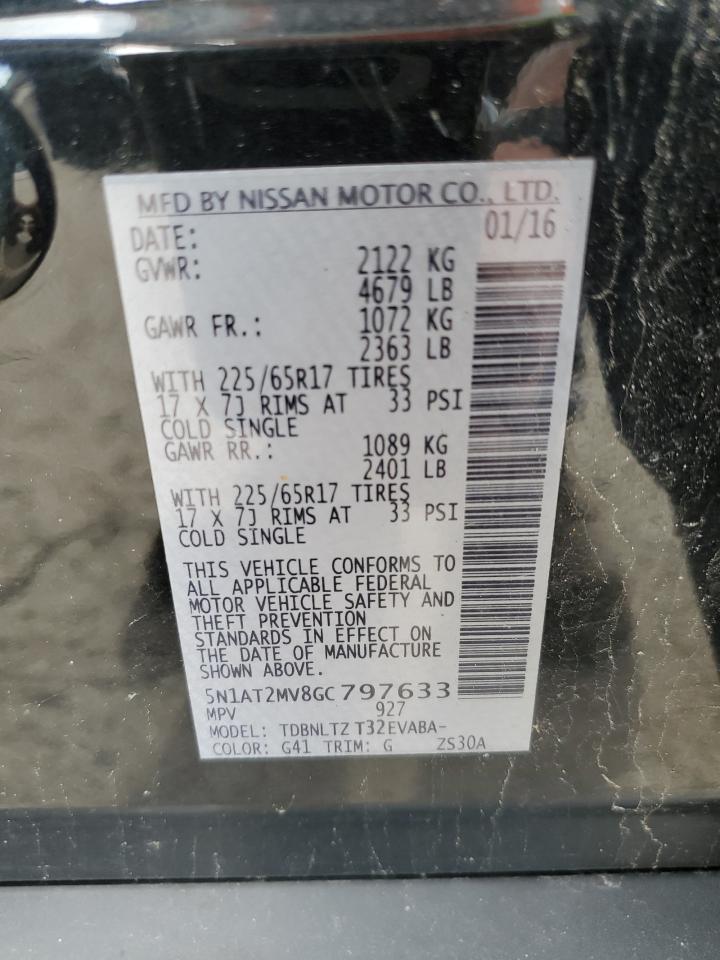 MFD BY NISSAN MOTOR CO., LTD.
DATE: 01/16
GVWR: 2122 KG
4679 LB
GAWR FR.: 1072 KG
2363 LB
WITH 225/65R17 TIRES
17 X 7J RIMS AT 33 PSI
COLD SINGLE
GAWR RR.: 1089 KG
2401 LB
WITH 225/65R17 TIRES
17 X 7J RIMS AT 33 PSI
COLD SINGLE
THIS VEHICLE CONFORMS TO
ALL APPLICABLE FEDERAL
MOTOR VEHICLE SAFETY AND
THEFT PREVENTION
STANDARDS IN EFFECT ON
THE DATE OF MANUFACTURE
SHOWN ABOVE.
5N1AT2MV8GC797633
MPV 927
MODEL: TDBNLTZ T32EVABA-
COLOR: G41 TRIM: G ZS30A